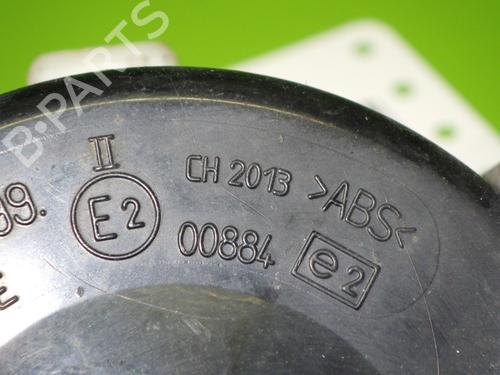 B-PARTS
II
CH 2013 >ABS<
99.
E2
00884
e2
E